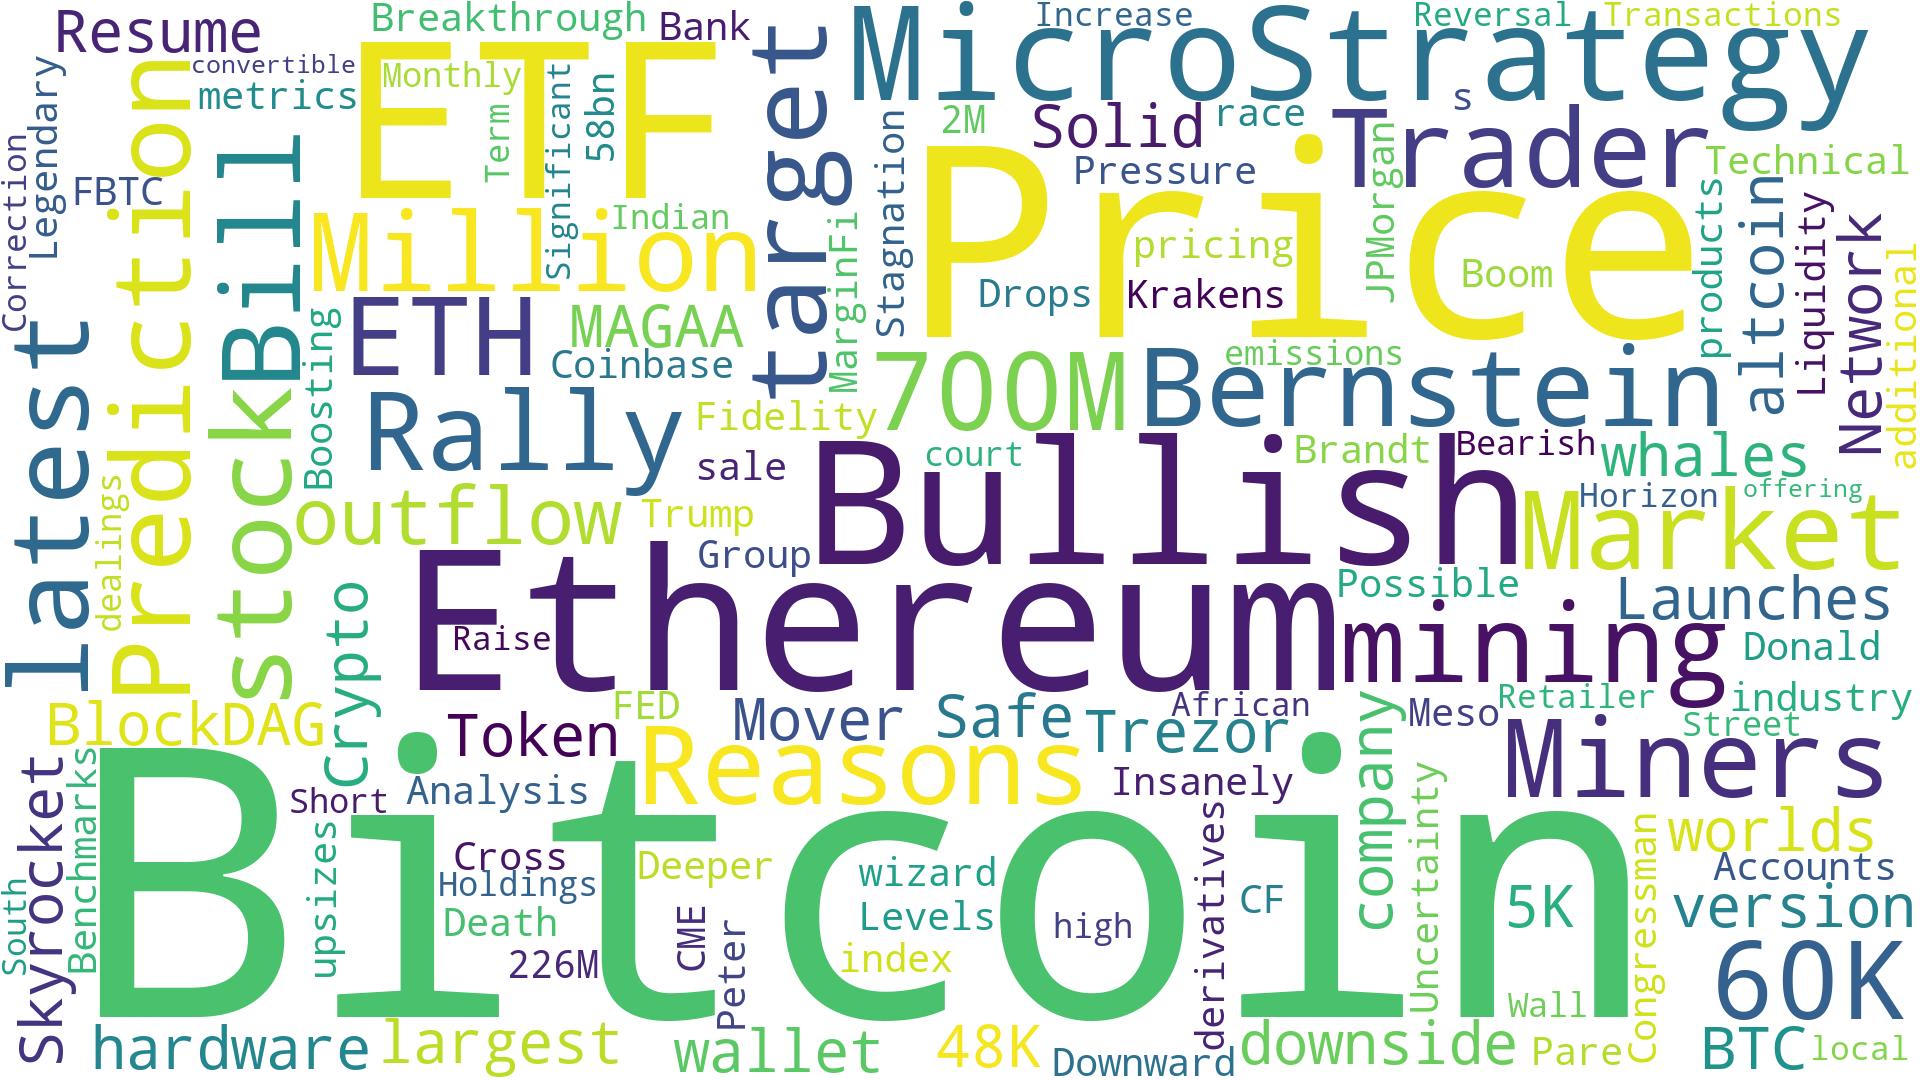 Resume
Breakthrough
Bank
MicroStrategy
Increase
Reversal
Transactions
convertible
metrics
ETF
Monthly
Term
Significant
58bn
target
Legendary
Correction
FBTC
Prediction
Bill
Million
Indian
2M
Solid
race
s
Trader
Pressure
Technical
Stagnation
Price
pricing
JPMorgan
Boom
Drops
Krakens
products
altcoin
Liquidity
Network
additional
MarginFi
ETH
MAGAA
Coinbase
Boosting
latest
stock
Rally
Fidelity
700M
emissions
Bernstein
sale
court
Bullish
Brandt
Bearish
whales
Horizon
offering
Market
outflow
Trump
Group
dealings
Crypto
Ethereum
Raise
Possible
mining
Launches
Donald
industry
BlockDAG
Token
FED
Mover
Safe
Trezor
African
Meso
Retailer
Street
Miners
Reasons
Insanely
company
Skyrocket
Benchmarks
Short
Analysis
Bitcoin
upsizes
Cross
Holdings
Death
226M
Deeper
CME
Peter
wizard
Levels
index
high
derivatives
CF
Uncertainty
5K
Wall
Congressman
worlds
Accounts
version
60K
South
hardware
largest
wallet
48K
Downward
downside
Pare
BTC
local